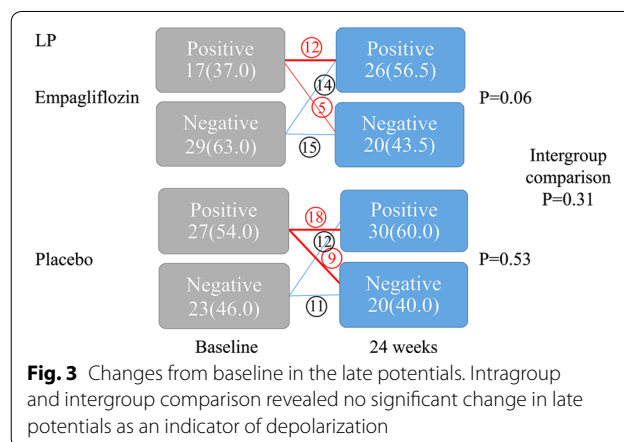 LP
Positive
17(37.0)
12
Positive
26(56.5)
Empagliflozin
14
5
P=0.06
Negative
29(63.0)
15
Negative
20(43.5)
Intergroup
comparison
P=0.31
Positive
27(54.0)
18
Positive
30(60.0)
Placebo
12
9
P=0.53
Negative
23(46.0)
11
Negative
20(40.0)
Baseline
24 weeks
Fig. 3 Changes from baseline in the late potentials. Intragroup
and intergroup comparison revealed no significant change in late
potentials as an indicator of depolarization